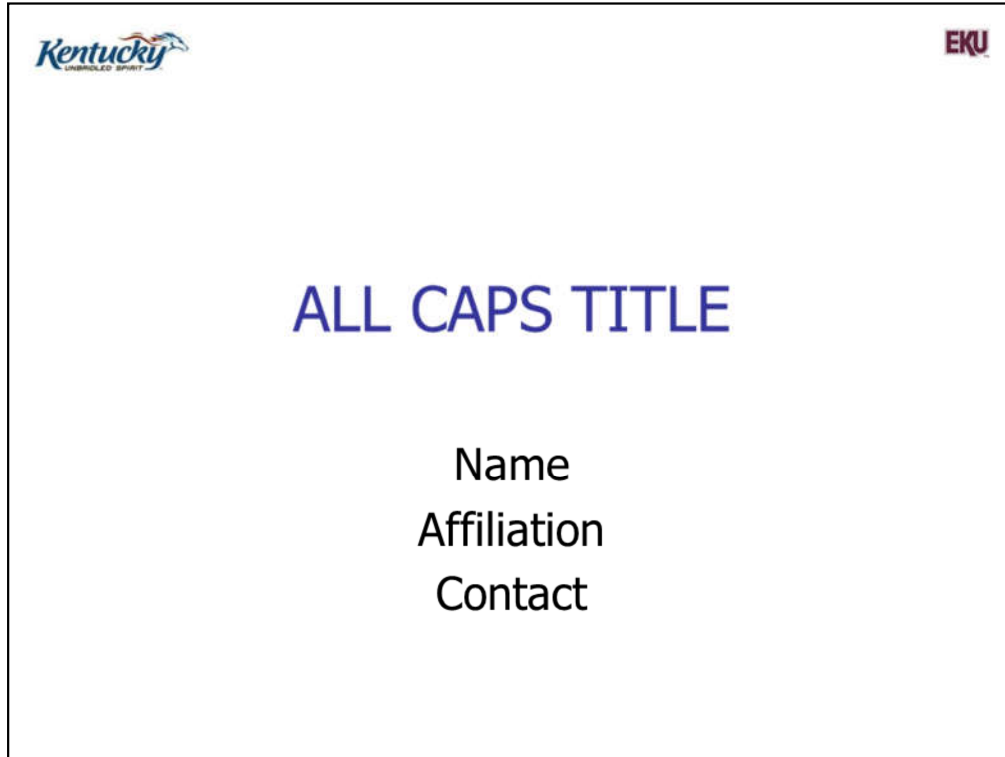 Kentucky
UNBRIDLED SPIRIT
EKU
ALL CAPS TITLE
Name
Affiliation
Contact